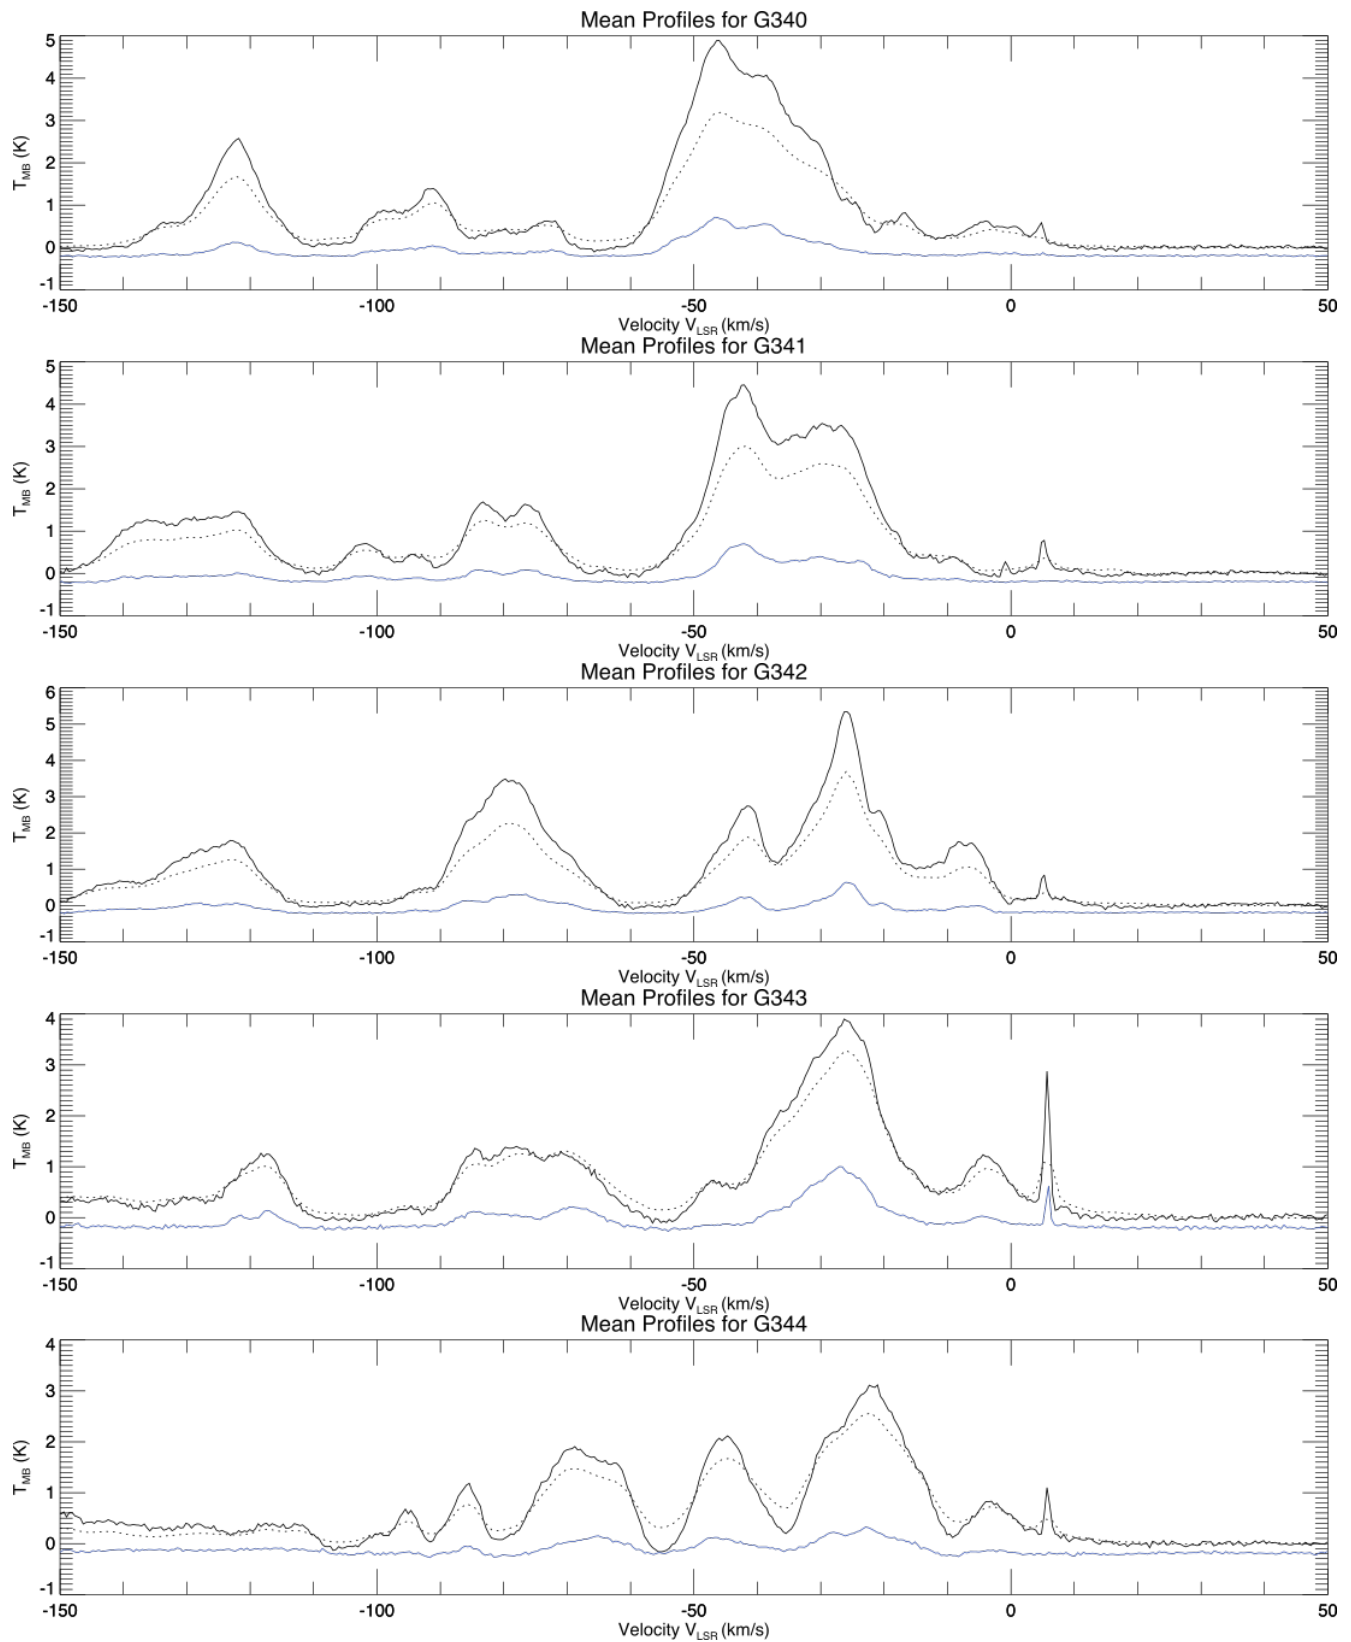 Mean Profiles for G340
5
4
3
2
1
0
-1
T_MB (K)
-150 -100 -50 0 50
Velocity V_LSR (km/s)
Mean Profiles for G341
5
4
3
2
1
0
-1
T_MB (K)
-150 -100 -50 0 50
Velocity V_LSR (km/s)
Mean Profiles for G342
6
5
4
3
2
1
0
-1
T_MB (K)
-150 -100 -50 0 50
Velocity V_LSR (km/s)
Mean Profiles for G343
4
3
2
1
0
-1
T_MB (K)
-150 -100 -50 0 50
Velocity V_LSR (km/s)
Mean Profiles for G344
4
3
2
1
0
-1
T_MB (K)
-150 -100 -50 0 50
Velocity V_LSR (km/s)